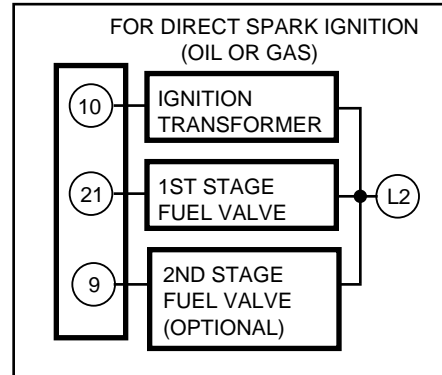 FOR DIRECT SPARK IGNITION
(OIL OR GAS)
10
IGNITION
TRANSFORMER
21
1ST STAGE
FUEL VALVE
L2
9
2ND STAGE
FUEL VALVE
(OPTIONAL)